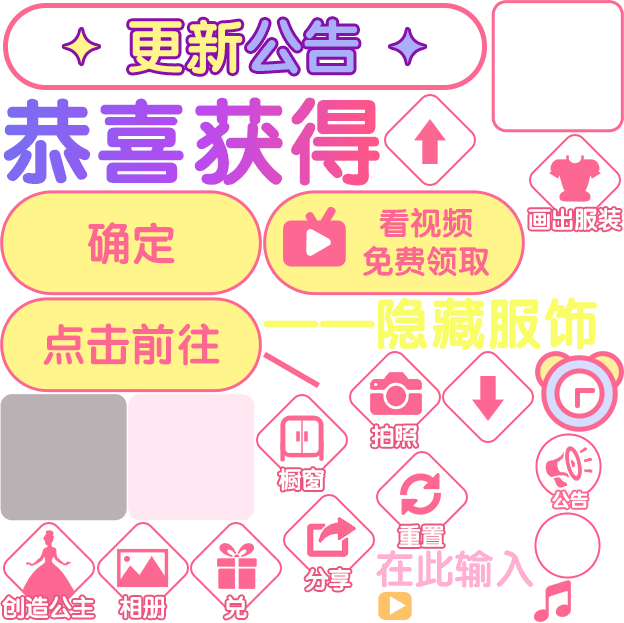 更新公告
恭喜获得
画出服装
确定
看视频
免费领取
——隐藏服饰
点击前往
拍照
橱窗
公告
重置
分享
在此输入
创造公主
相册
兑